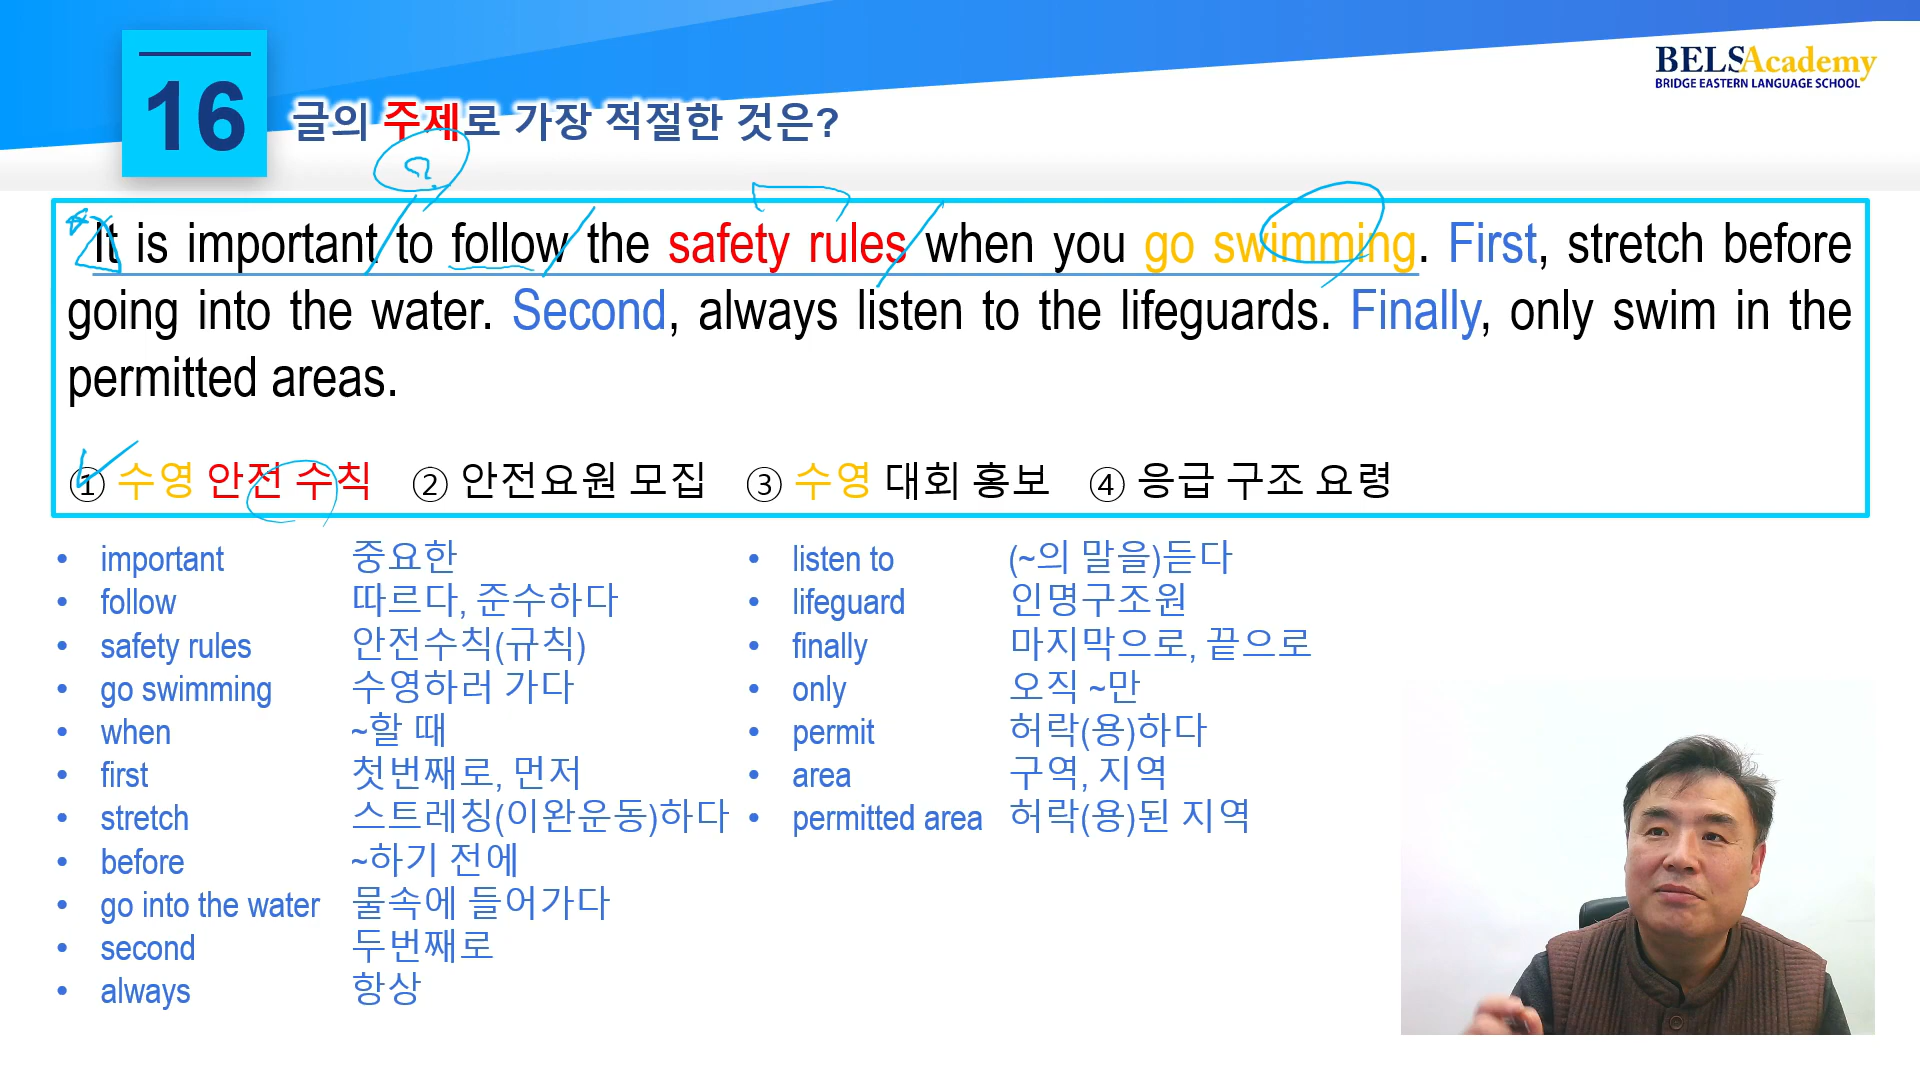 BELSAcademy
BRIDGE EASTERN LANGUAGE SCHOOL
16
글의 주제로 가장 적절한 것은?
It is important to follow the safety rules when you go swimming. First, stretch before
going into the water. Second, always listen to the lifeguards. Finally, only swim in the
permitted areas.
① 수영 안전 수칙 ② 안전요원 모집 ③ 수영 대회 홍보 ④ 응급 구조 요령
• important 중요한
• follow 따르다, 준수하다
• safety rules 안전수칙(규칙)
• go swimming 수영하러 가다
• when ~할 때
• first 첫번째로, 먼저
• stretch 스트레칭(이완운동)하다
• before ~하기 전에
• go into the water 물속에 들어가다
• second 두번째로
• always 항상
• listen to (~의 말을)듣다
• lifeguard 인명구조원
• finally 마지막으로, 끝으로
• only 오직 ~만
• permit 허락(용)하다
• area 구역, 지역
• permitted area 허락(용)된 지역